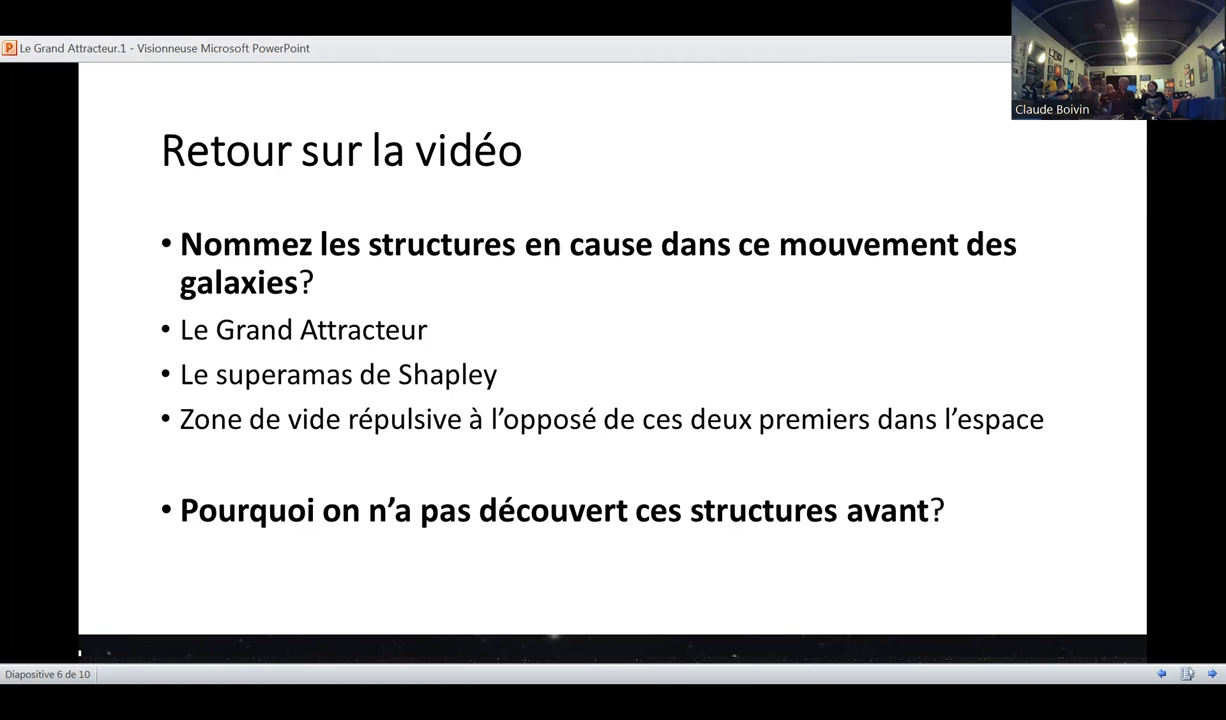 Le Grand Attracteur.1 - Visionneuse Microsoft PowerPoint
Claude Boivin
Retour sur la vidéo
• Nommez les structures en cause dans ce mouvement des
galaxies?
• Le Grand Attracteur
• Le superamas de Shapley
• Zone de vide répulsive à l’opposé de ces deux premiers dans l’espace
• Pourquoi on n’a pas découvert ces structures avant?
Diapositive 6 de 10